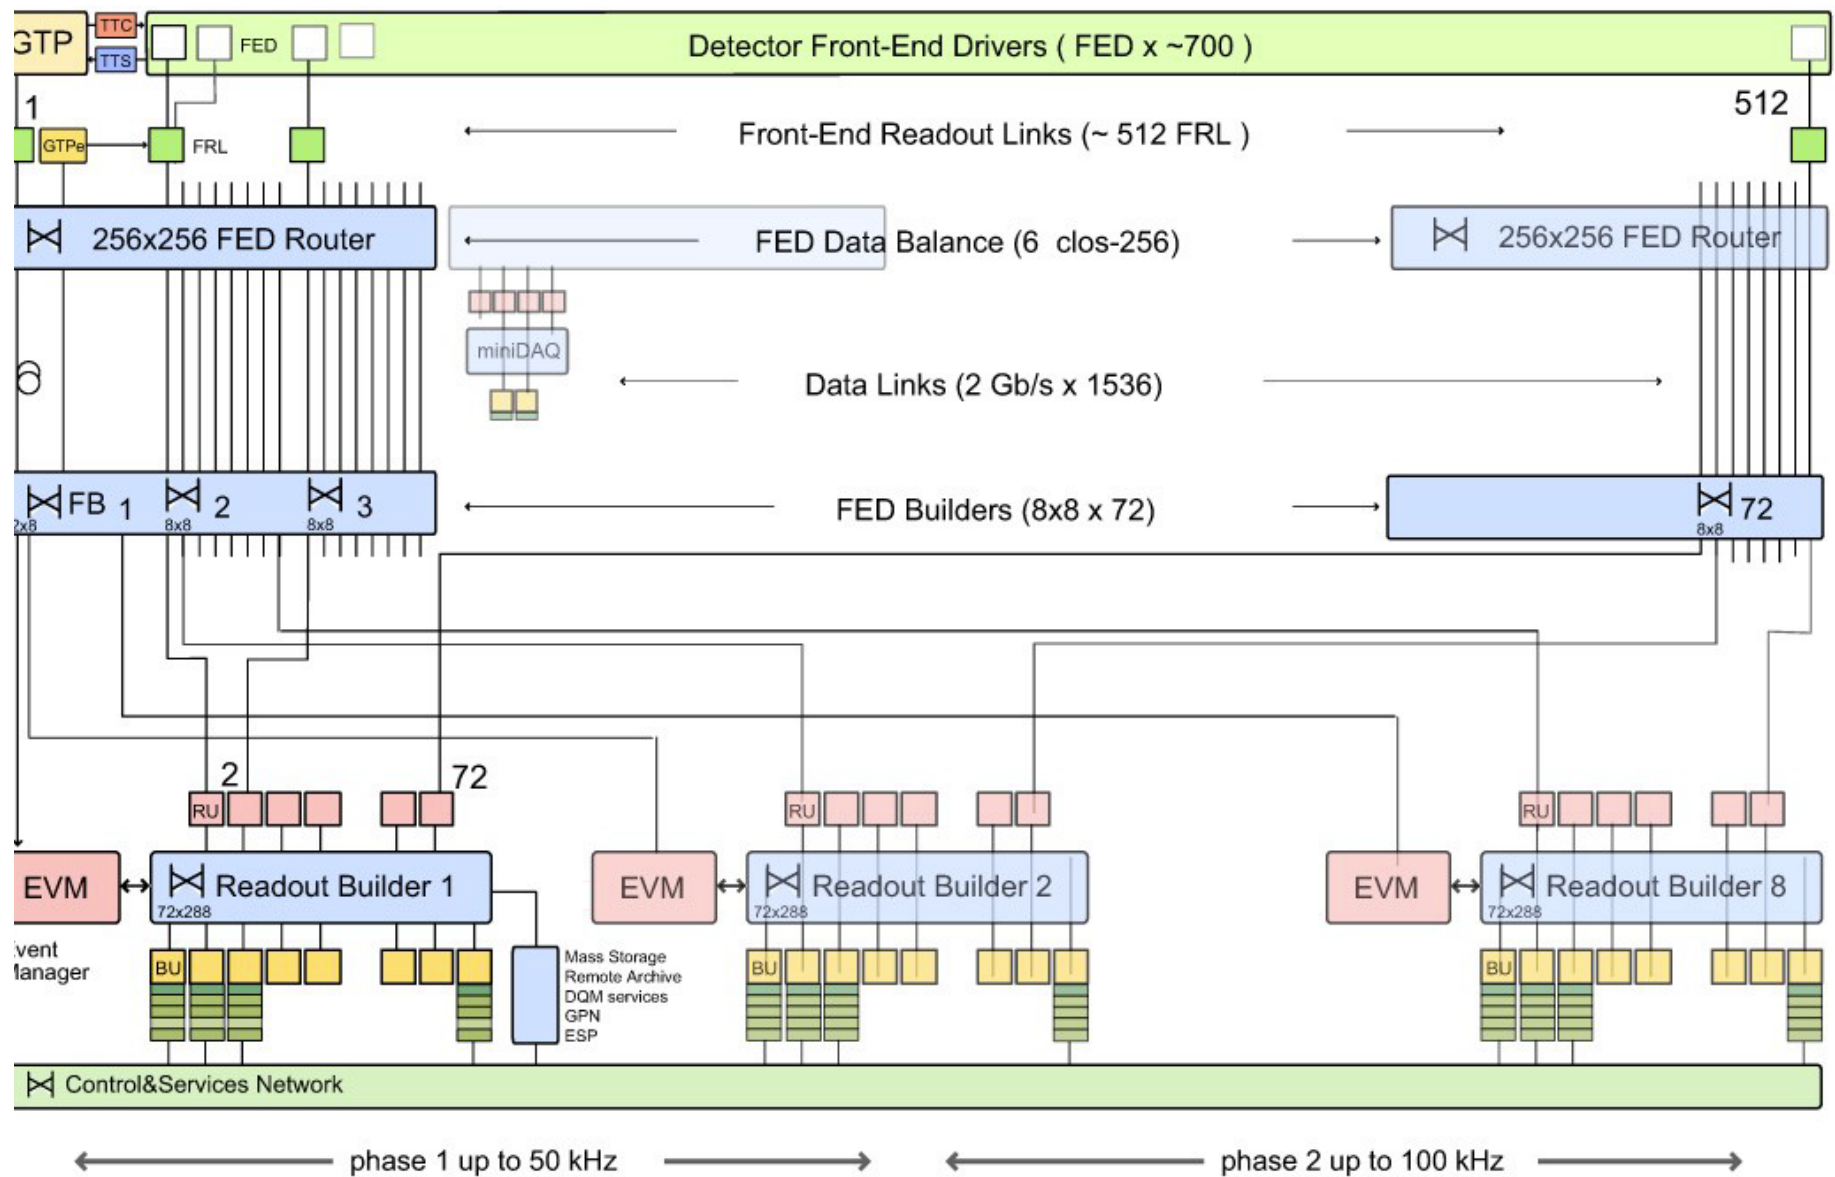 GTP
TTC
TTS
FED
Detector Front-End Drivers ( FED x ~700 )
1
512
GTPe
FRL
Front-End Readout Links (~ 512 FRL )
256x256 FED Router
FED Data Balance (6 clos-256)
256x256 FED Router
miniDAQ
Data Links (2 Gb/s x 1536)
FB 1
2x8
2
8x8
3
8x8
FED Builders (8x8 x 72)
72
8x8
2
72
RU
RU
RU
EVM
Readout Builder 1
72x288
EVM
Readout Builder 2
72x288
EVM
Readout Builder 8
72x288
vent
Manager
BU
Mass Storage
Remote Archive
DQM services
GPN
ESP
BU
BU
Control&Services Network
phase 1 up to 50 kHz
phase 2 up to 100 kHz